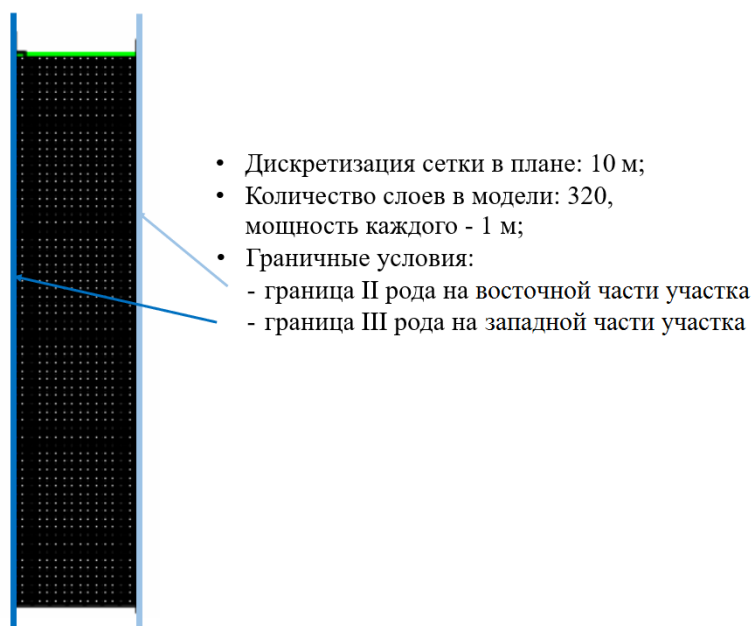 • Дискретизация сетки в плане: 10 м;
• Количество слоев в модели: 320,
мощность каждого - 1 м;
• Граничные условия:
- граница II рода на восточной части участка
- граница III рода на западной части участка